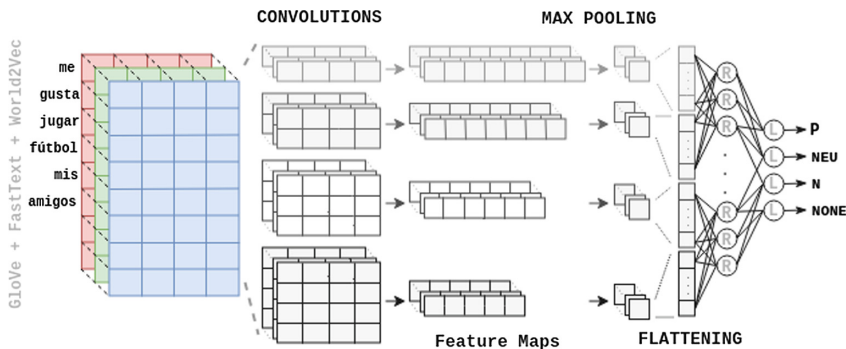 CONVOLUTIONS
MAX POOLING
GloVe + FastText + World2Vec
me
gusta
jugar
fútbol
mis
amigos
R
R
R
R
R
R
L
L
L
L
P
NEU
N
NONE
Feature Maps
FLATTENING